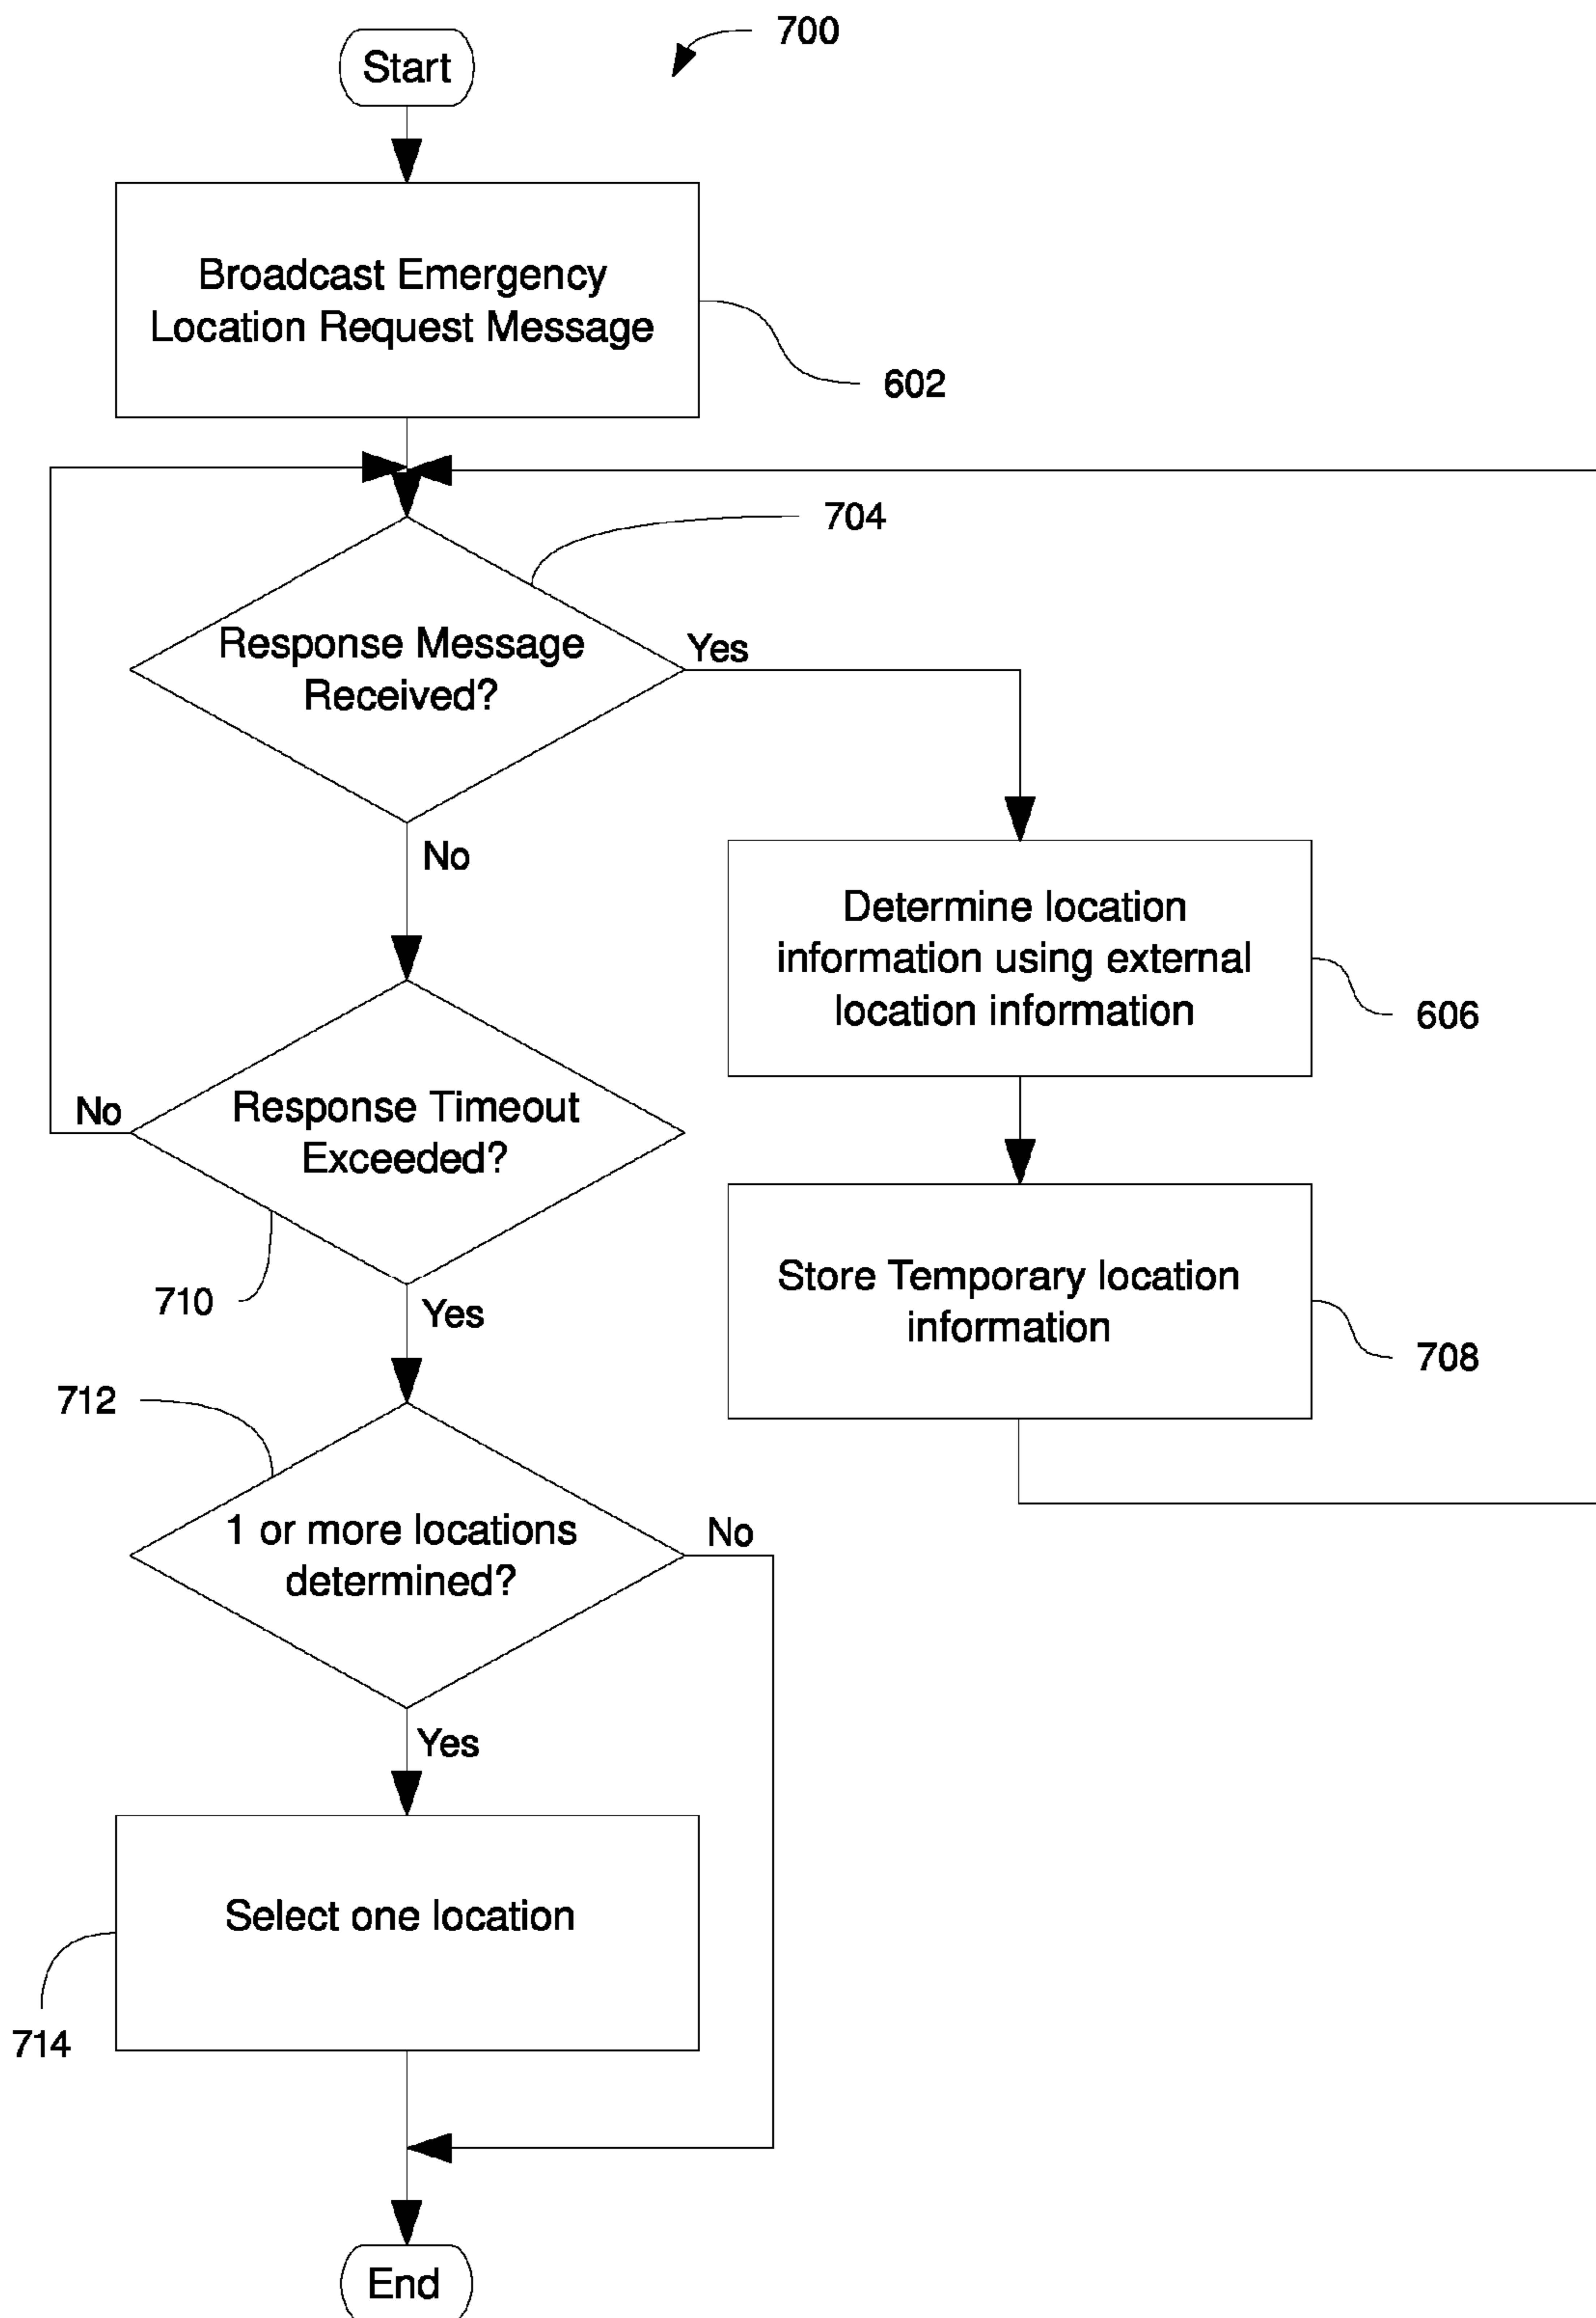 700
Start
Broadcast Emergency
Location Request Message
602
704
Response Message
Received?
Yes
No
Determine location
information using external
location information
606
Response Timeout
Exceeded?
No
710
Yes
Store Temporary location
information
708
712
1 or more locations
determined?
No
Yes
Select one location
714
End